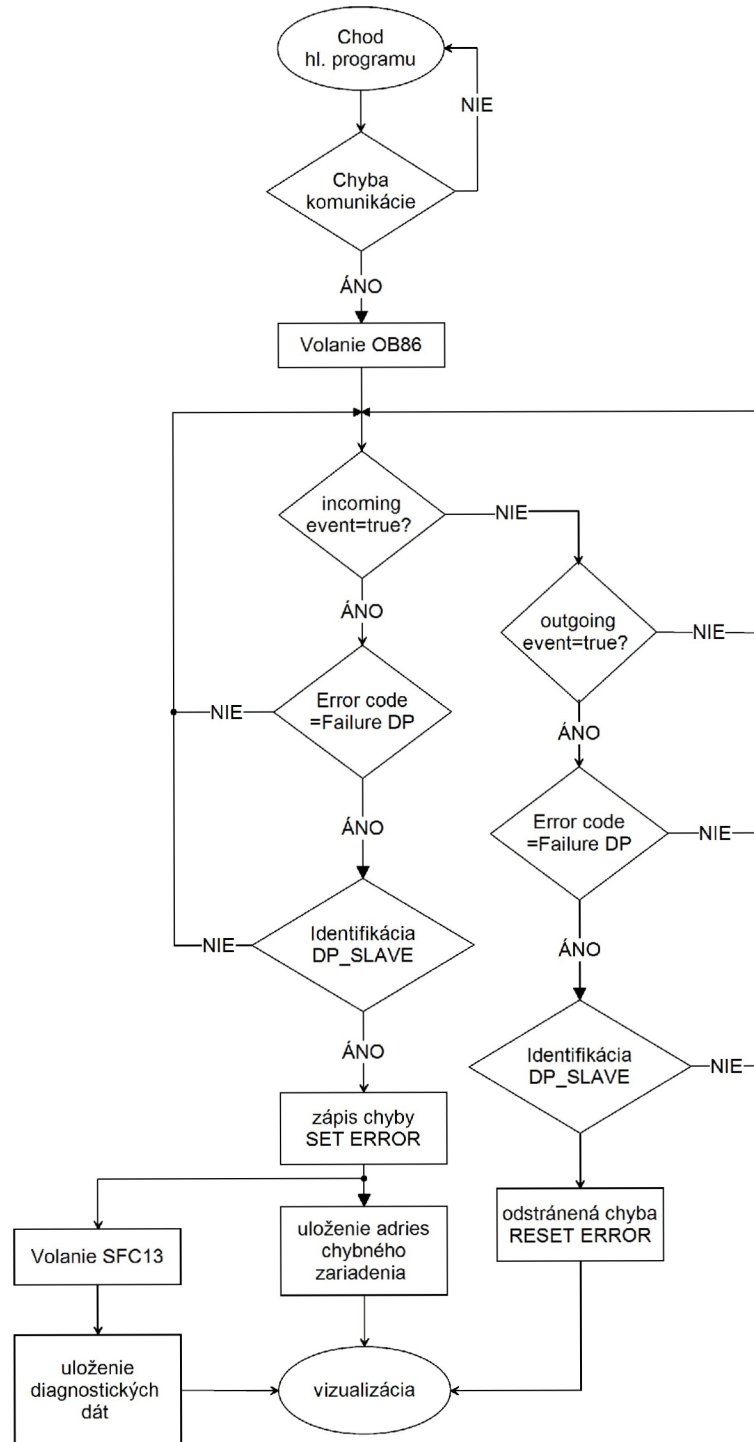 Chod
hl. programu
NIE
Chyba
komunikácie
ÁNO
Volanie OB86
incoming
event=true?
NIE
ÁNO
outgoing
event=true?
NIE
Error code
=Failure DP
NIE
ÁNO
ÁNO
Error code
=Failure DP
NIE
Identifikácia
DP_SLAVE
NIE
ÁNO
ÁNO
Identifikácia
DP_SLAVE
NIE
zápis chyby
SET ERROR
Volanie SFC13
uloženie adries
chybného
zariadenia
odstránená chyba
RESET ERROR
uloženie
diagnostických
dát
vizualizácia